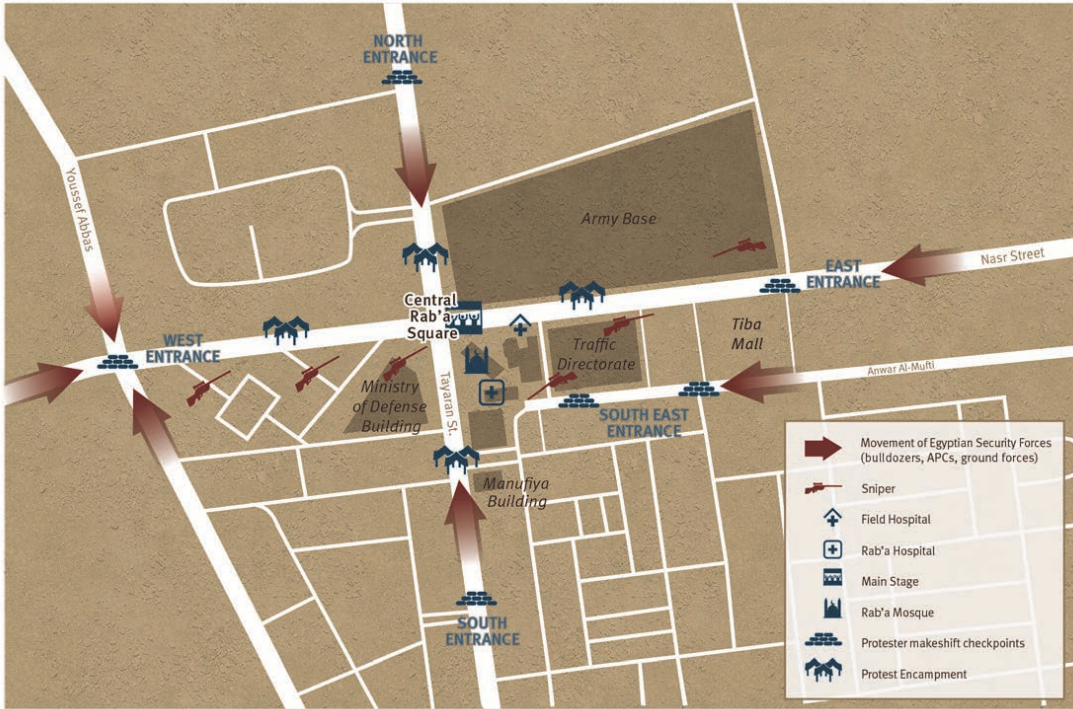 NORTH
ENTRANCE
Youssef Abbas
Army Base
Nasr Street
EAST
ENTRANCE
Central
Rab'a
Square
WEST
ENTRANCE
Traffic
Directorate
Tiba
Mall
Anwar Al-Mufti
Ministry
of Defense
Building
Tayaran St.
SOUTH EAST
ENTRANCE
Manufiya
Building
SOUTH
ENTRANCE
Movement of Egyptian Security Forces
(bulldozers, APCs, ground forces)
Sniper
Field Hospital
Rab'a Hospital
Main Stage
Rab'a Mosque
Protester makeshift checkpoints
Protest Encampment